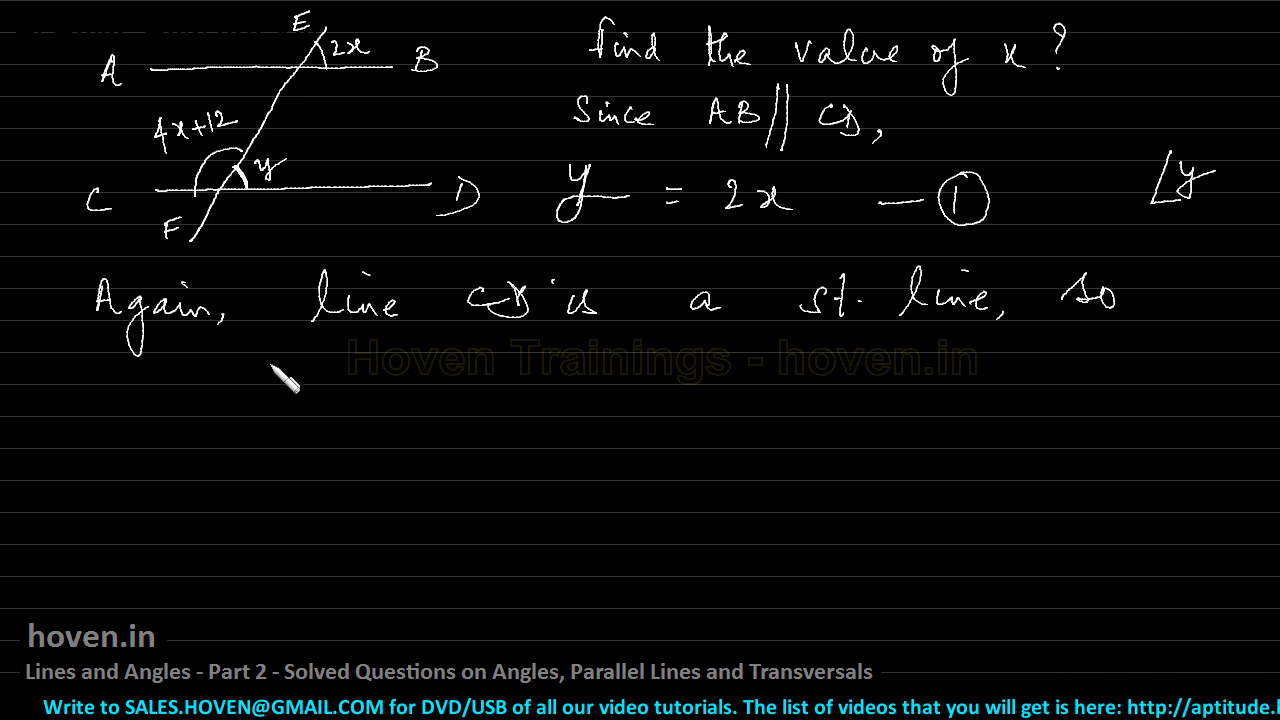 E
2x
A
B
find the value of x?
4x+12
Since AB || CD,
y
C
D
F
y = 2x — ①
∠y
Again, line CD is a st. line, so
Hoven Trainings - hoven.in
hoven.in
Lines and Angles - Part 2 - Solved Questions on Angles, Parallel Lines and Transversals
Write to SALES.HOVEN@GMAIL.COM for DVD/USB of all our video tutorials. The list of videos that you will get is here: http://aptitude.